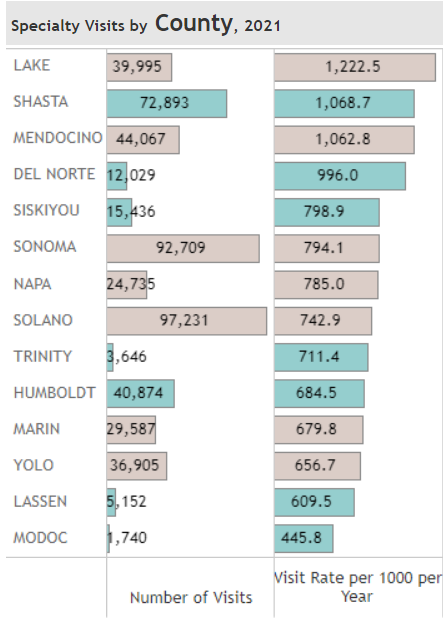 Specialty Visits by County, 2021
LAKE 39,995 1,222.5
SHASTA 72,893 1,068.7
MENDOCINO 44,067 1,062.8
DEL NORTE 12,029 996.0
SISKIYOU 15,436 798.9
SONOMA 92,709 794.1
NAPA 24,735 785.0
SOLANO 97,231 742.9
TRINITY 3,646 711.4
HUMBOLDT 40,874 684.5
MARIN 29,587 679.8
YOLO 36,905 656.7
LASSEN 5,152 609.5
MODOC 1,740 445.8
Number of Visits
Visit Rate per 1000 per
Year